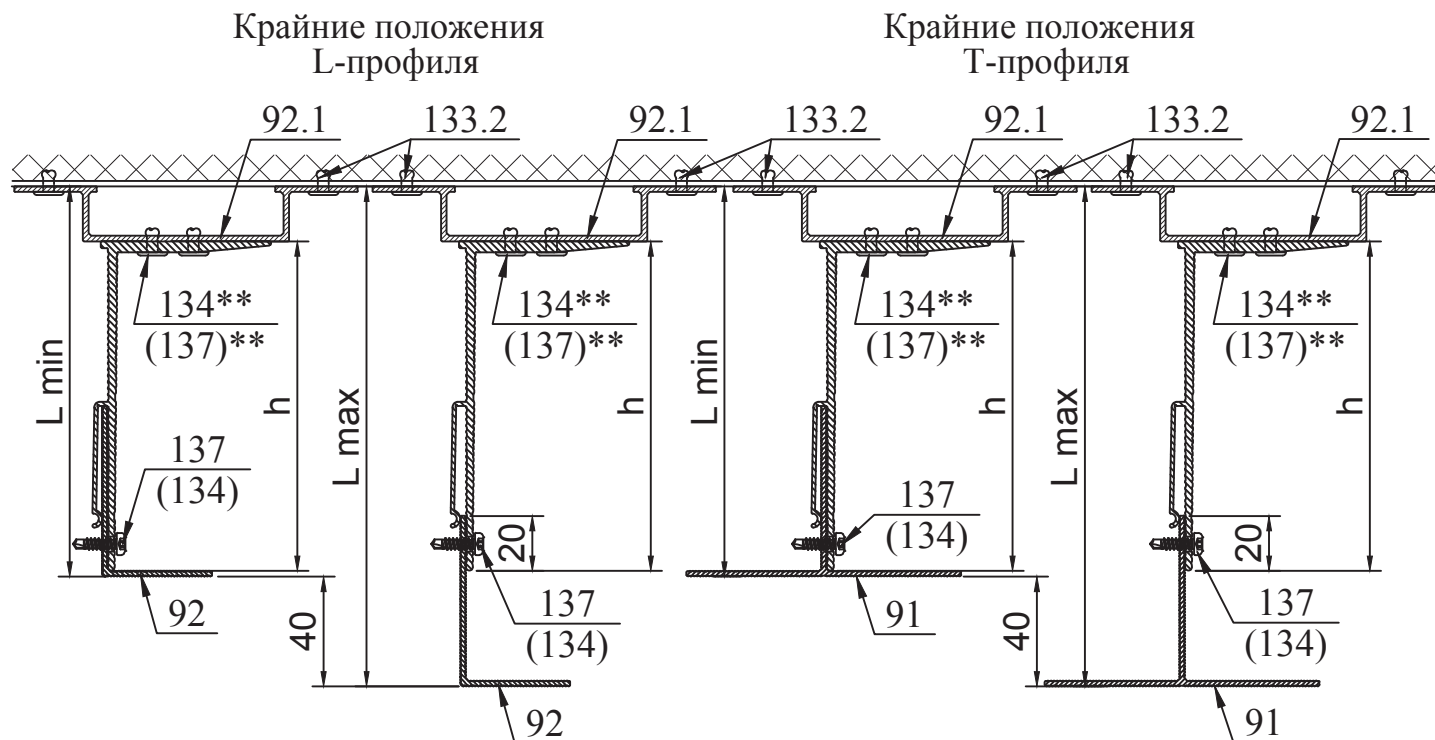 Крайние положения
L-профиля
Крайние положения
Т-профиля
92.1
133.2
92.1
133.2
92.1
133.2
92.1
134**
(137)**
134**
(137)**
134**
(137)**
134**
(137)**
L min
h
L max
h
L min
h
L max
h
137
(134)
137
(134)
20
20
137
(134)
137
(134)
92
40
91
40
92
91